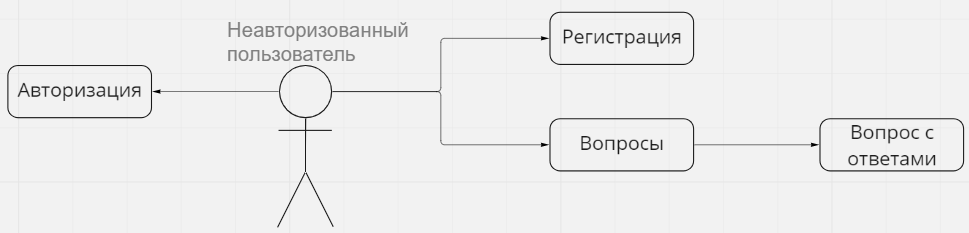 Неавторизованный
пользователь
Регистрация
Авторизация
Вопросы
Вопрос с
ответами